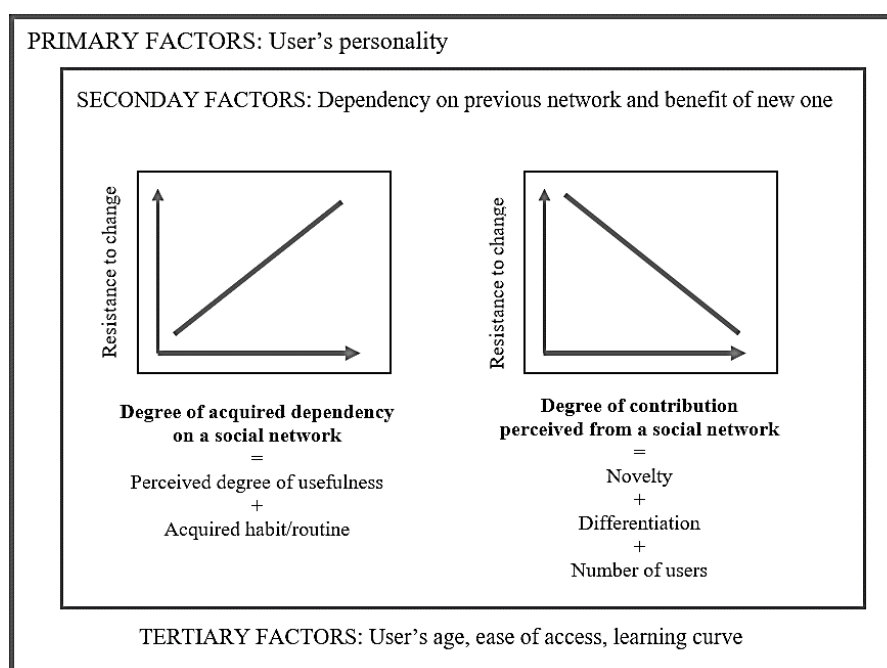 PRIMARY FACTORS: User's personality
SECONDAY FACTORS: Dependency on previous network and benefit of new one
Resistance to change
Degree of acquired dependency
on a social network
=
Perceived degree of usefulness
+
Acquired habit/routine
Resistance to change
Degree of contribution
perceived from a social network
=
Novelty
+
Differentiation
+
Number of users
TERTIARY FACTORS: User's age, ease of access, learning curve